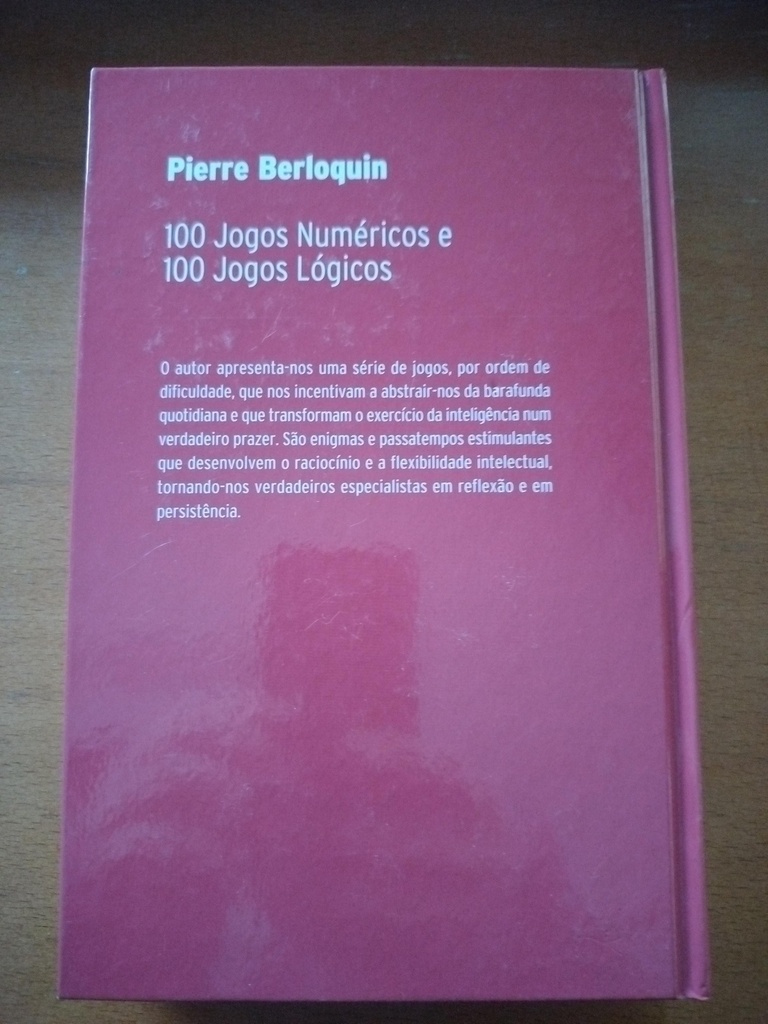 Pierre Berloquin
100 Jogos Numéricos e
100 Jogos Lógicos
O autor apresenta-nos uma série de jogos, por ordem de
dificuldade, que nos incentivam a abstrair-nos da barafunda
quotidiana e que transformam o exercício da inteligência num
verdadeiro prazer. São enigmas e passatempos estimulantes
que desenvolvem o raciocínio e a flexibilidade intelectual,
tornando-nos verdadeiros especialistas em reflexão e em
persistência.